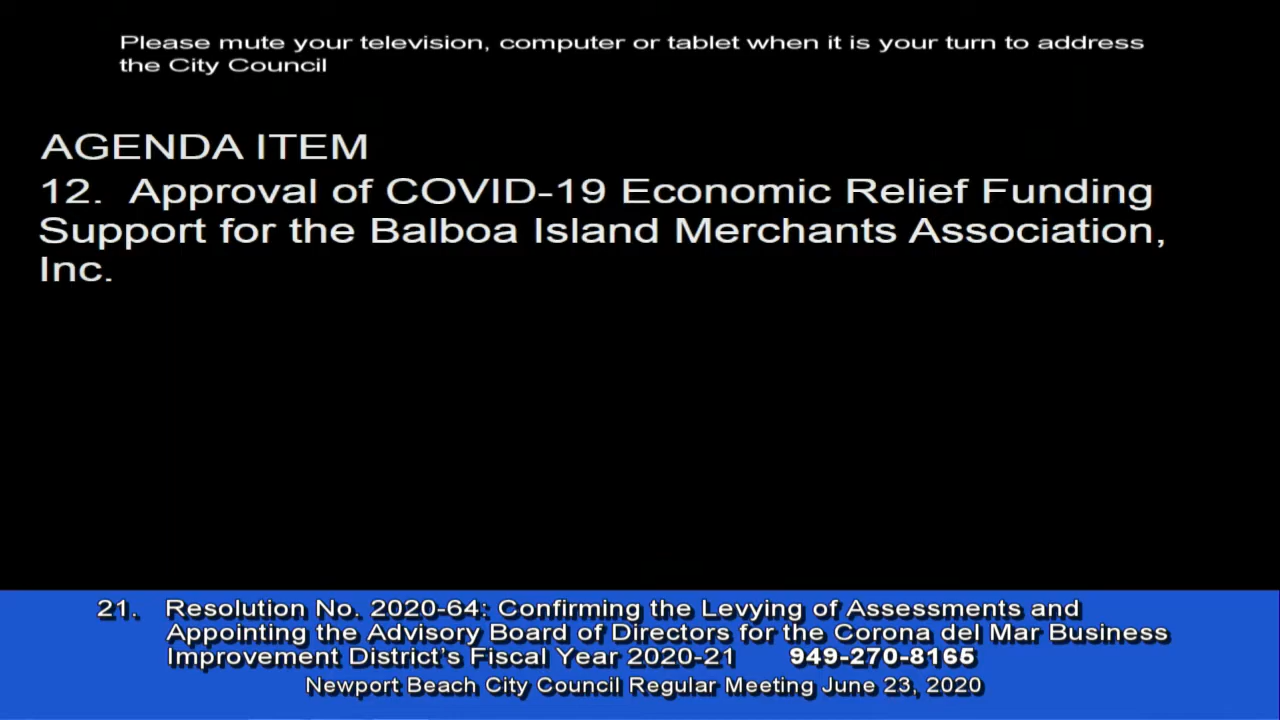 Please mute your television, computer or tablet when it is your turn to address
the City Council
AGENDA ITEM
12. Approval of COVID-19 Economic Relief Funding
Support for the Balboa Island Merchants Association,
Inc.
21. Resolution No. 2020-64: Confirming the Levying of Assessments and
Appointing the Advisory Board of Directors for the Corona del Mar Business
Improvement District's Fiscal Year 2020-21 949-270-8165
Newport Beach City Council Regular Meeting June 23, 2020